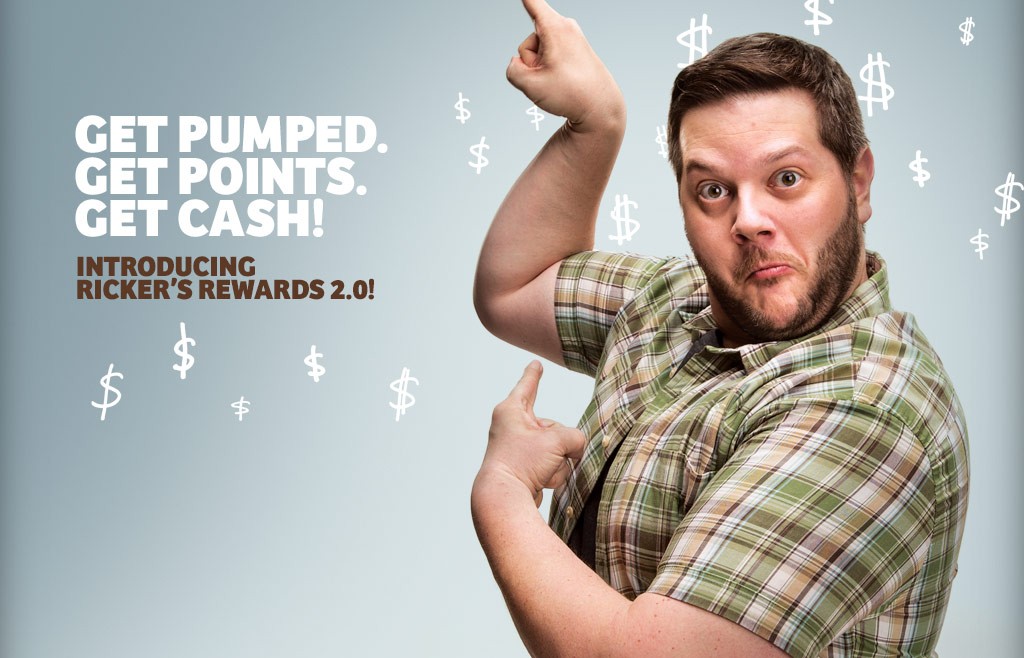 GET PUMPED.
GET POINTS.
GET CASH!
INTRODUCING
RICKER'S REWARDS 2.0!